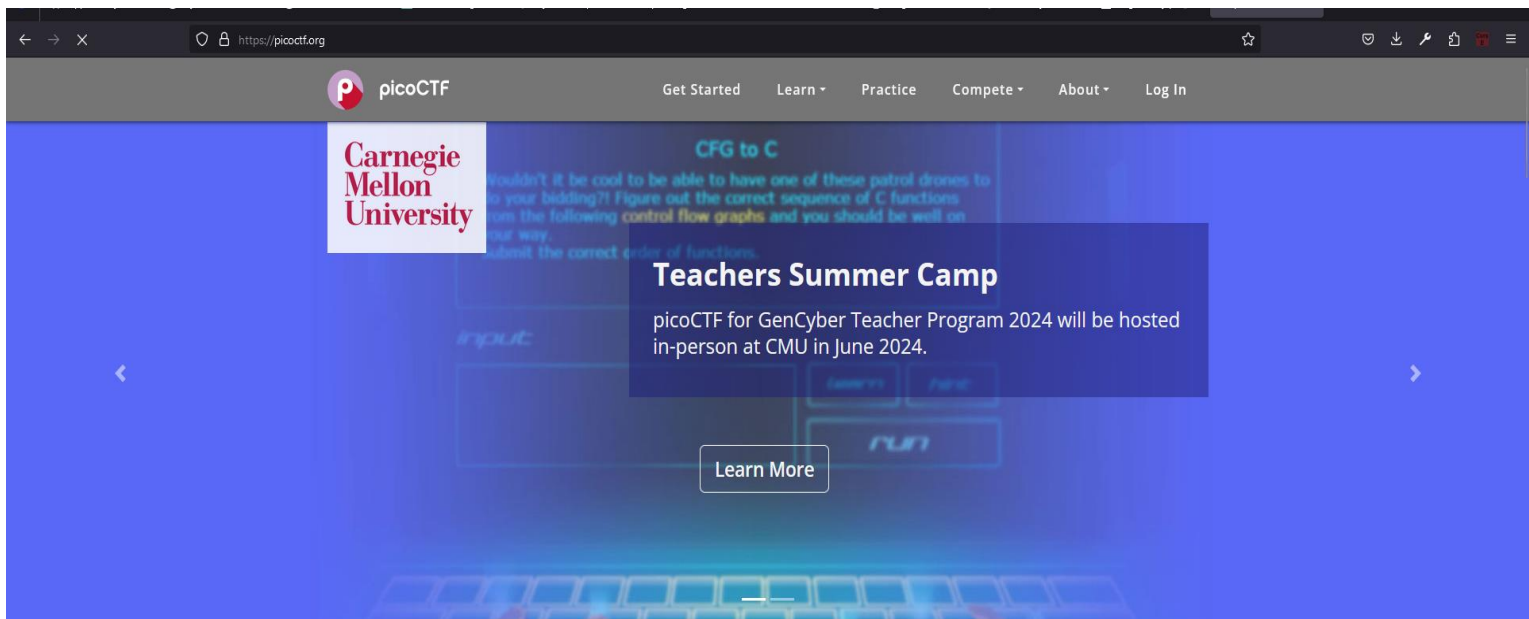 https://picoctf.org
picoCTF
Get Started Learn Practice Compete About Log In
Carnegie
Mellon
University
CFG to C
Wouldn't it be cool to be able to have one of these patrol drones to
do your bidding?! Figure out the correct sequence of C functions
from the following control flow graphs and you should be well on
your way.
Submit the correct order of functions.
Teachers Summer Camp
picoCTF for GenCyber Teacher Program 2024 will be hosted
in-person at CMU in June 2024.
input
learn hint
run
Learn More